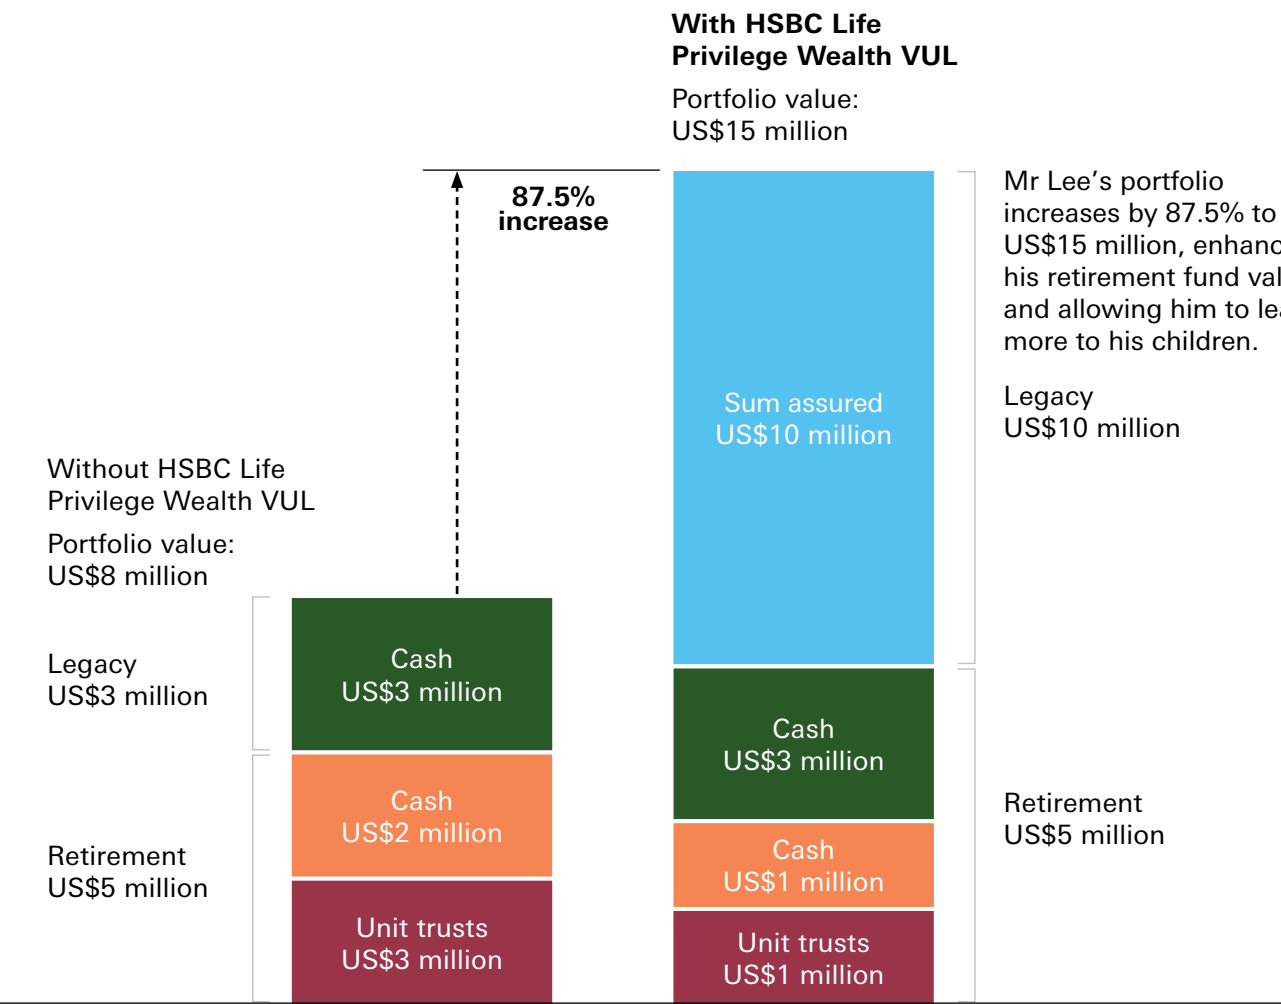 With HSBC Life
Privilege Wealth VUL
Portfolio value:
US$15 million
87.5%
increase
Mr Lee’s portfolio
increases by 87.5% to
US$15 million,
his retirement fund
and allowing him to
more to his children.
Sum assured
US$10 million
Legacy
US$10 million
Without HSBC Life
Privilege Wealth VUL
Portfolio value:
US$8 million
Legacy
US$3 million
Cash
US$3 million
Cash
US$3 million
Cash
US$2 million
Retirement
US$5 million
Retirement
US$5 million
Cash
US$1 million
Unit trusts
US$3 million
Unit trusts
US$1 million